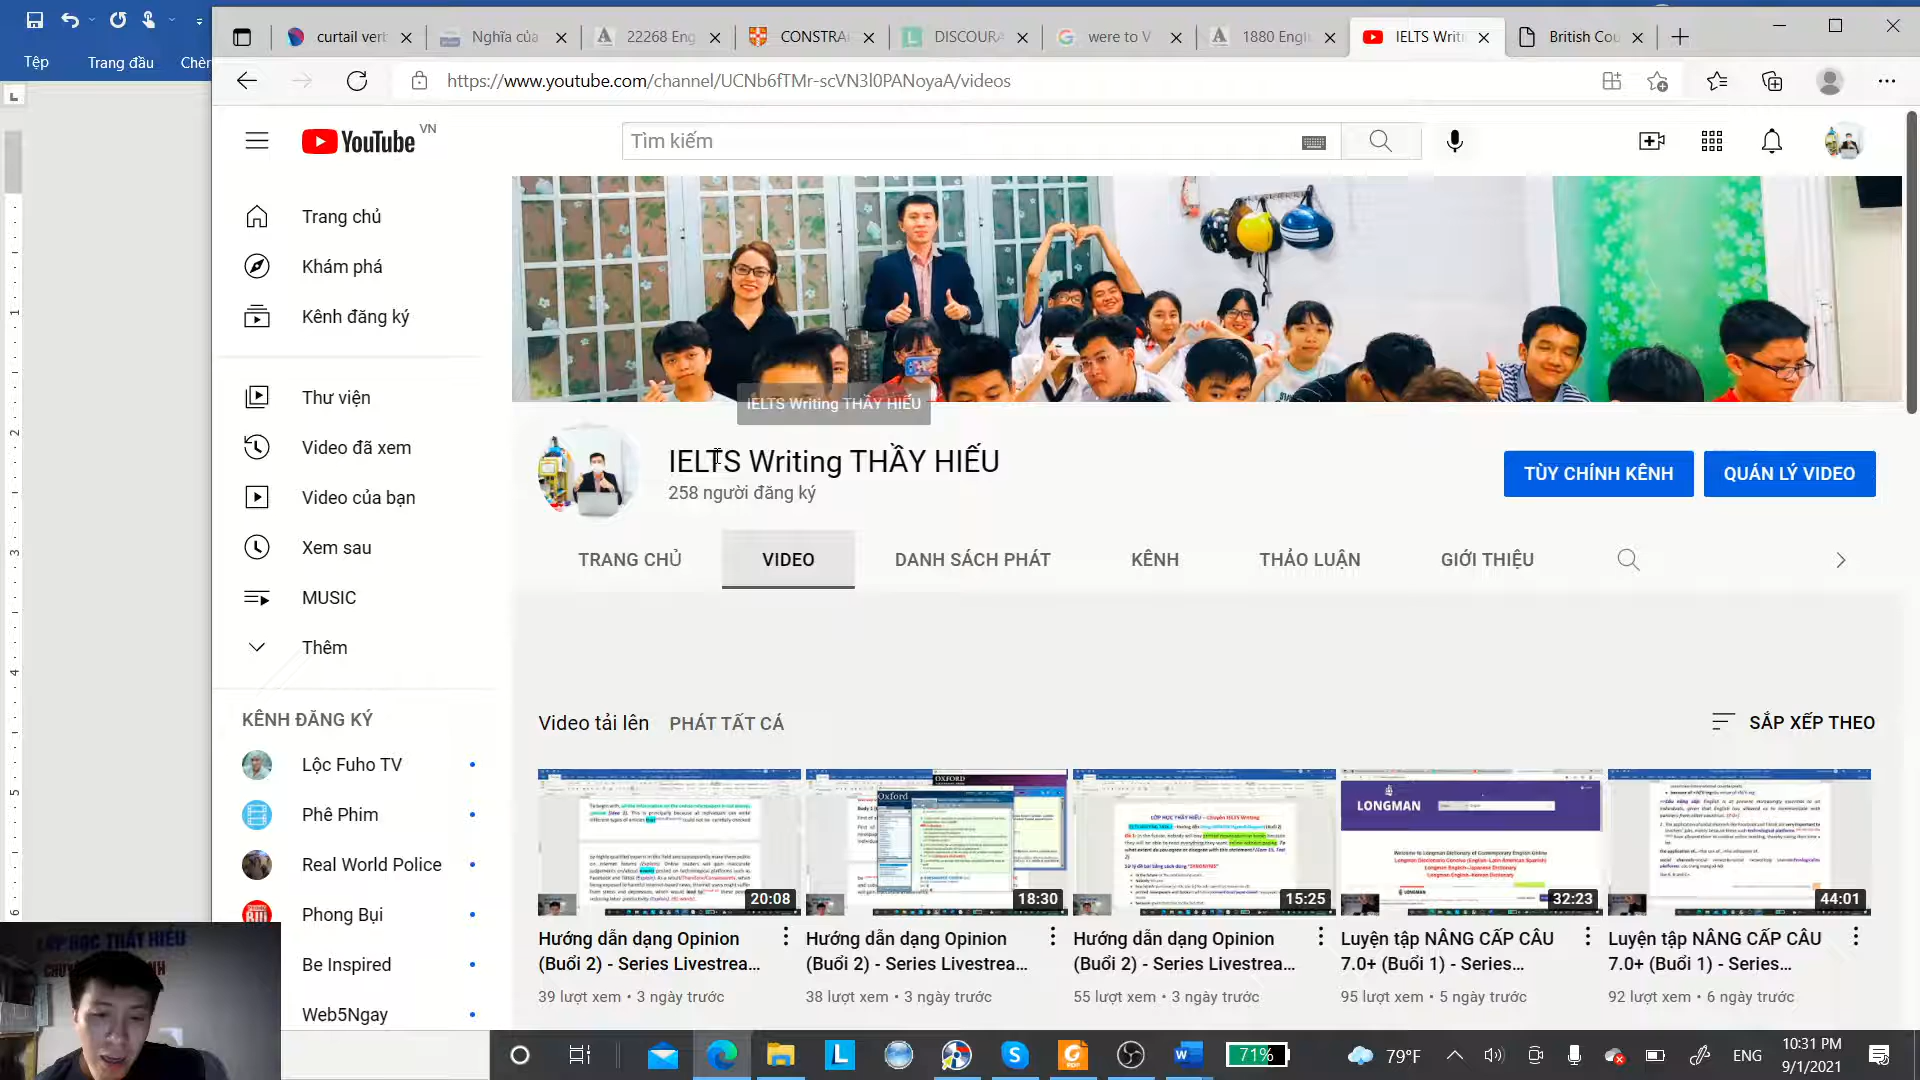 curtail verb
Nghĩa của
22268 Eng
CONSTRAI
DISCOURA
were to V
1880 Engli
IELTS Writi
British Cou
Tệp
Trang đầu
Chèn
https://www.youtube.com/channel/UCNb6fTMr-scVN3l0PANoyaA/videos
YouTube VN
Tìm kiếm
Trang chủ
Khám phá
Kênh đăng ký
Thư viện
Video đã xem
Video của bạn
Xem sau
MUSIC
Thêm
KÊNH ĐĂNG KÝ
Lộc Fuho TV
Phê Phim
Real World Police
Phong Bụi
Be Inspired
Web5Ngay
IELTS Writing THẦY HIẾU
IELTS Writing THẦY HIẾU
258 người đăng ký
TÙY CHỈNH KÊNH
QUẢN LÝ VIDEO
TRANG CHỦ
VIDEO
DANH SÁCH PHÁT
KÊNH
THẢO LUẬN
GIỚI THIỆU
Video tải lên
PHÁT TẤT CẢ
SẮP XẾP THEO
OXFORD
Oxford
LONGMAN
20:08
18:30
15:25
32:23
44:01
Hướng dẫn dạng Opinion
(Buổi 2) - Series Livestrea...
39 lượt xem • 3 ngày trước
Hướng dẫn dạng Opinion
(Buổi 2) - Series Livestrea...
38 lượt xem • 3 ngày trước
Hướng dẫn dạng Opinion
(Buổi 2) - Series Livestrea...
55 lượt xem • 3 ngày trước
Luyện tập NÂNG CẤP CÂU
7.0+ (Buổi 1) - Series...
95 lượt xem • 5 ngày trước
Luyện tập NÂNG CẤP CÂU
7.0+ (Buổi 1) - Series...
92 lượt xem • 6 ngày trước
LỚP HỌC THẦY HIẾU
71%
79°F
ENG
10:31 PM
9/1/2021